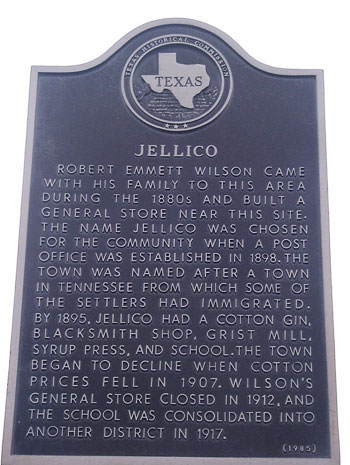 TEXAS HISTORICAL COMMISSION
TEXAS
JELLICO
ROBERT EMMETT WILSON CAME
WITH HIS FAMILY TO THIS AREA
DURING THE 1880s AND BUILT A
GENERAL STORE NEAR THIS SITE.
THE NAME JELLICO WAS CHOSEN
FOR THE COMMUNITY WHEN A POST
OFFICE WAS ESTABLISHED IN 1898. THE
TOWN WAS NAMED AFTER A TOWN
IN TENNESSEE FROM WHICH SOME OF
THE SETTLERS HAD IMMIGRATED.
BY 1895, JELLICO HAD A COTTON GIN,
BLACKSMITH SHOP, GRIST MILL,
SYRUP PRESS, AND SCHOOL. THE TOWN
BEGAN TO DECLINE WHEN COTTON
PRICES FELL IN 1907. WILSON'S
GENERAL STORE CLOSED IN 1912, AND
THE SCHOOL WAS CONSOLIDATED INTO
ANOTHER DISTRICT IN 1917.
(1985)